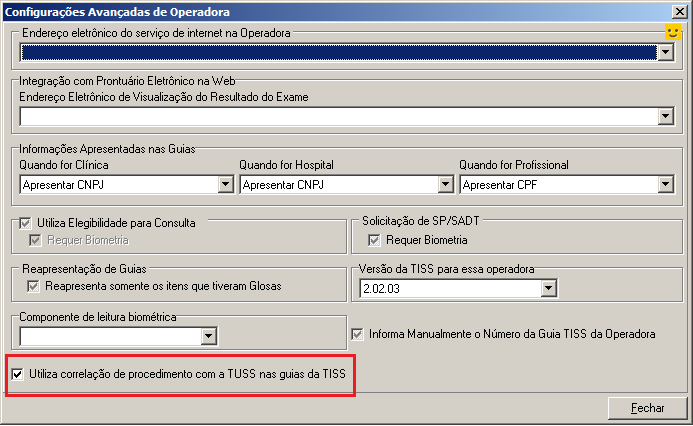 Configurações Avançadas de Operadora
Endereço eletrônico do serviço de internet na Operadora
Integração com Prontuário Eletrônico na Web
Endereço Eletrônico de Visualização do Resultado do Exame
Informações Apresentadas nas Guias
Quando for Clínica Quando for Hospital Quando for Profissional
Apresentar CNPJ Apresentar CNPJ Apresentar CPF
Utiliza Elegibilidade para Consulta Solicitação de SP/SADT
Requer Biometria Requer Biometria
Reapresentação de Guias Versão da TISS para essa operadora
Reapresenta somente os itens que tiveram Glosas 2.02.03
Componente de leitura biométrica
Informa Manualmente o Número da Guia TISS da Operadora
Utiliza correlação de procedimento com a TUSS nas guias da TISS
Fechar